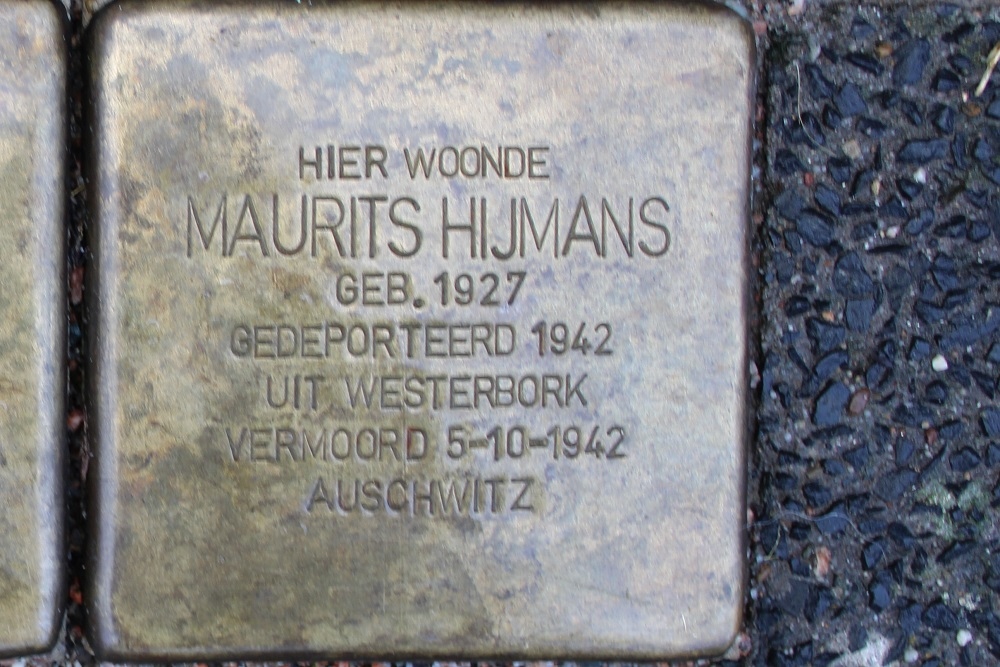 HIER WOONDE
MAURITS HIJMANS
GEB. 1927
GEDEPORTEERD 1942
UIT WESTERBORK
VERMOORD 5-10-1942
AUSCHWITZ